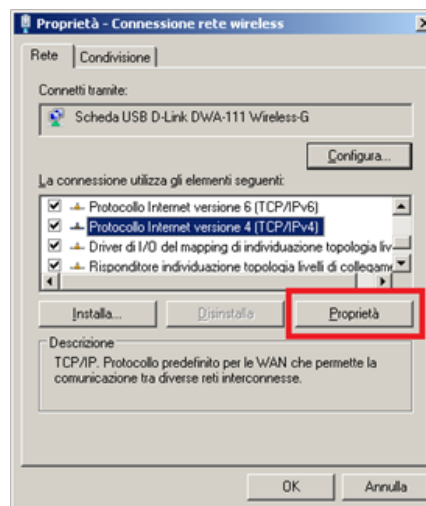 Proprietà - Connessione rete wireless
Rete
Condivisione
Connetti tramite:
Scheda USB D-Link DWA-111 Wireless-G
Configura...
La connessione utilizza gli elementi seguenti:
Protocollo Internet versione 6 (TCP/IPv6)
Protocollo Internet versione 4 (TCP/IPv4)
Driver di I/O del mapping di individuazione topologia liv
Risponditore individuazione topologia livelli di collegame
Installa...
Disinstalla
Proprietà
Descrizione
TCP/IP. Protocollo predefinito per le WAN che permette la
comunicazione tra diverse reti interconnesse.
OK
Annulla